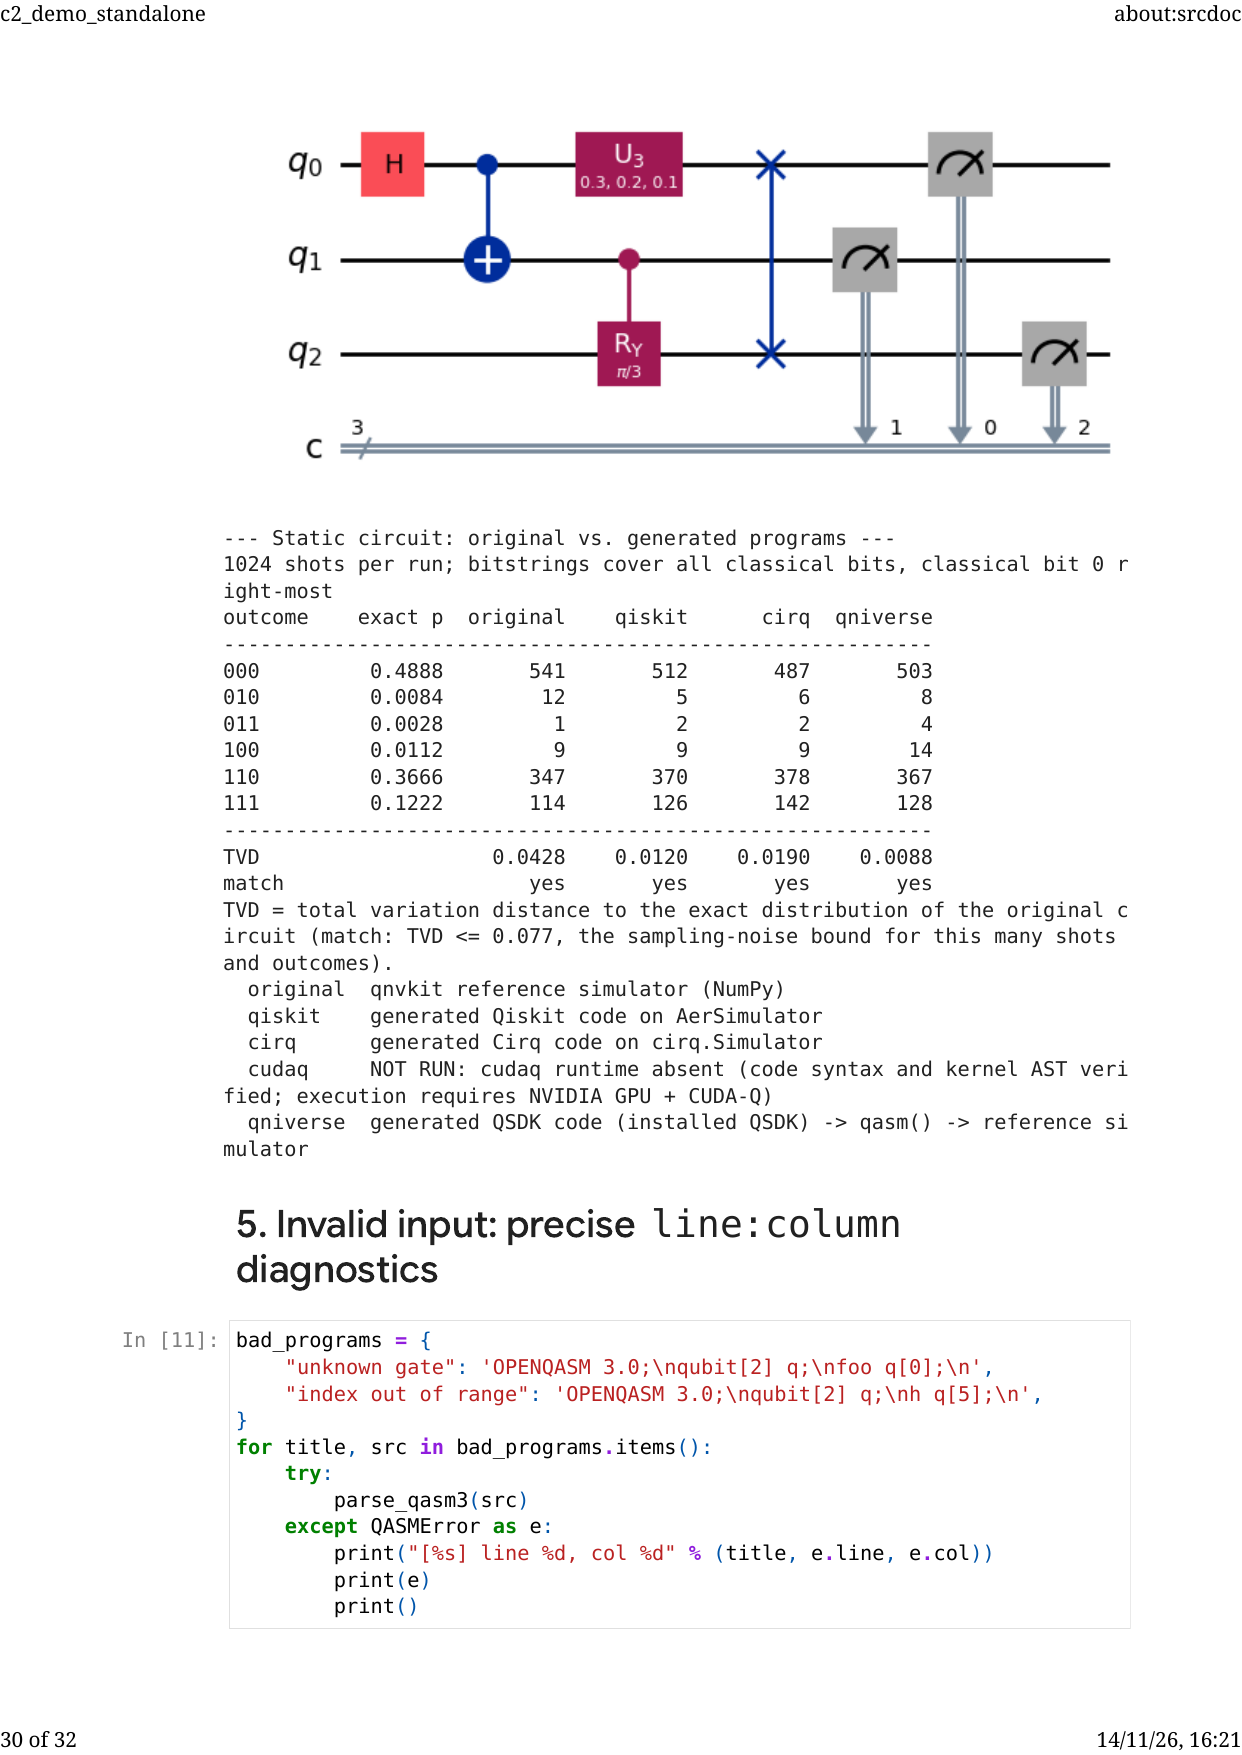 c2_demo_standalone about:srcdoc
q0 H U3 0.3, 0.2, 0.1
q1
q2 RY π/3
c 3 1 0 2
--- Static circuit: original vs. generated programs ---
1024 shots per run; bitstrings cover all classical bits, classical bit 0 r
ight-most
outcome    exact p  original    qiskit      cirq  qniverse
----------------------------------------------------------
000         0.4888       541       512       487       503
010         0.0084        12         5         6         8
011         0.0028         1         2         2         4
100         0.0112         9         9         9        14
110         0.3666       347       370       378       367
111         0.1222       114       126       142       128
----------------------------------------------------------
TVD                   0.0428    0.0120    0.0190    0.0088
match                    yes       yes       yes       yes
TVD = total variation distance to the exact distribution of the original c
ircuit (match: TVD <= 0.077, the sampling-noise bound for this many shots
and outcomes).
  original  qnvkit reference simulator (NumPy)
  qiskit    generated Qiskit code on AerSimulator
  cirq      generated Cirq code on cirq.Simulator
  cudaq     NOT RUN: cudaq runtime absent (code syntax and kernel AST veri
fied; execution requires NVIDIA GPU + CUDA-Q)
  qniverse  generated QSDK code (installed QSDK) -> qasm() -> reference si
mulator
5. Invalid input: precise line:column
diagnostics
In [11]: bad_programs = {
    "unknown gate": 'OPENQASM 3.0;\nqubit[2] q;\nfoo q[0];\n',
    "index out of range": 'OPENQASM 3.0;\nqubit[2] q;\nh q[5];\n',
}
for title, src in bad_programs.items():
    try:
        parse_qasm3(src)
    except QASMError as e:
        print("[%s] line %d, col %d" % (title, e.line, e.col))
        print(e)
        print()
30 of 32 14/11/26, 16:21